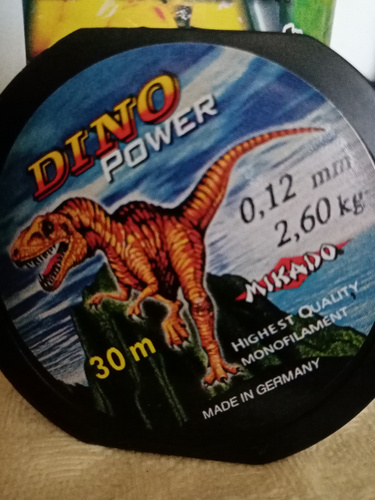 DINO
POWER
0,12 mm
2,60 kg
MIKADO
30 m
HIGHEST QUALITY
MONOFILAMENT
MADE IN GERMANY